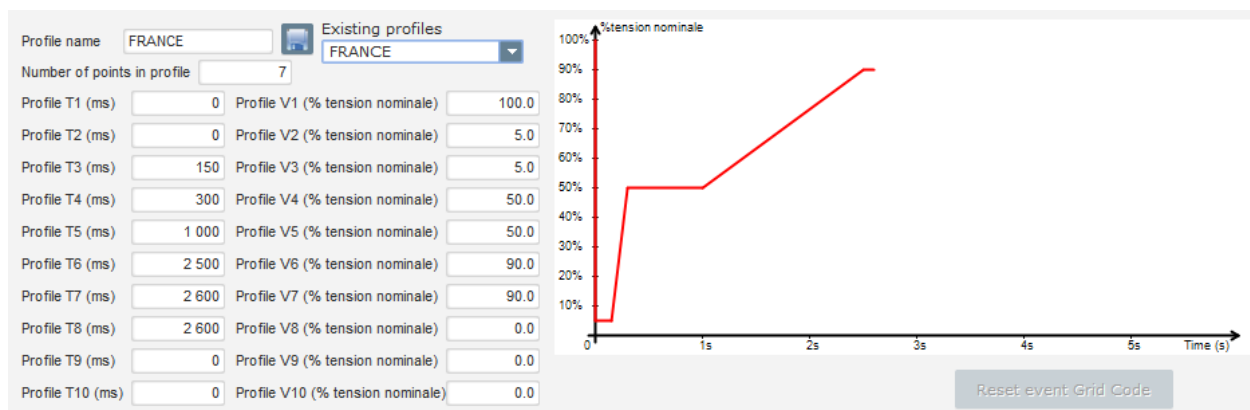 Profile name FRANCE Existing profiles
FRANCE
Number of points in profile 7
Profile T1 (ms) 0 Profile V1 (% tension nominale) 100.0
Profile T2 (ms) 0 Profile V2 (% tension nominale) 5.0
Profile T3 (ms) 150 Profile V3 (% tension nominale) 5.0
Profile T4 (ms) 300 Profile V4 (% tension nominale) 50.0
Profile T5 (ms) 1 000 Profile V5 (% tension nominale) 50.0
Profile T6 (ms) 2 500 Profile V6 (% tension nominale) 90.0
Profile T7 (ms) 2 600 Profile V7 (% tension nominale) 90.0
Profile T8 (ms) 2 600 Profile V8 (% tension nominale) 0.0
Profile T9 (ms) 0 Profile V9 (% tension nominale) 0.0
Profile T10 (ms) 0 Profile V10 (% tension nominale) 0.0
%tension nominale
100%
90%
80%
70%
60%
50%
40%
30%
20%
10%
0 1s 2s 3s 4s 5s Time (s)
Reset event Grid Code